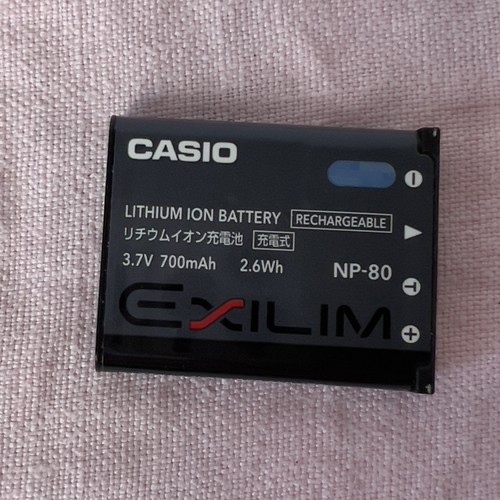 CASIO
LITHIUM ION BATTERY RECHARGEABLE
リチウムイオン充電池 充電式
3.7V 700mAh 2.6Wh NP-80
EXILIM